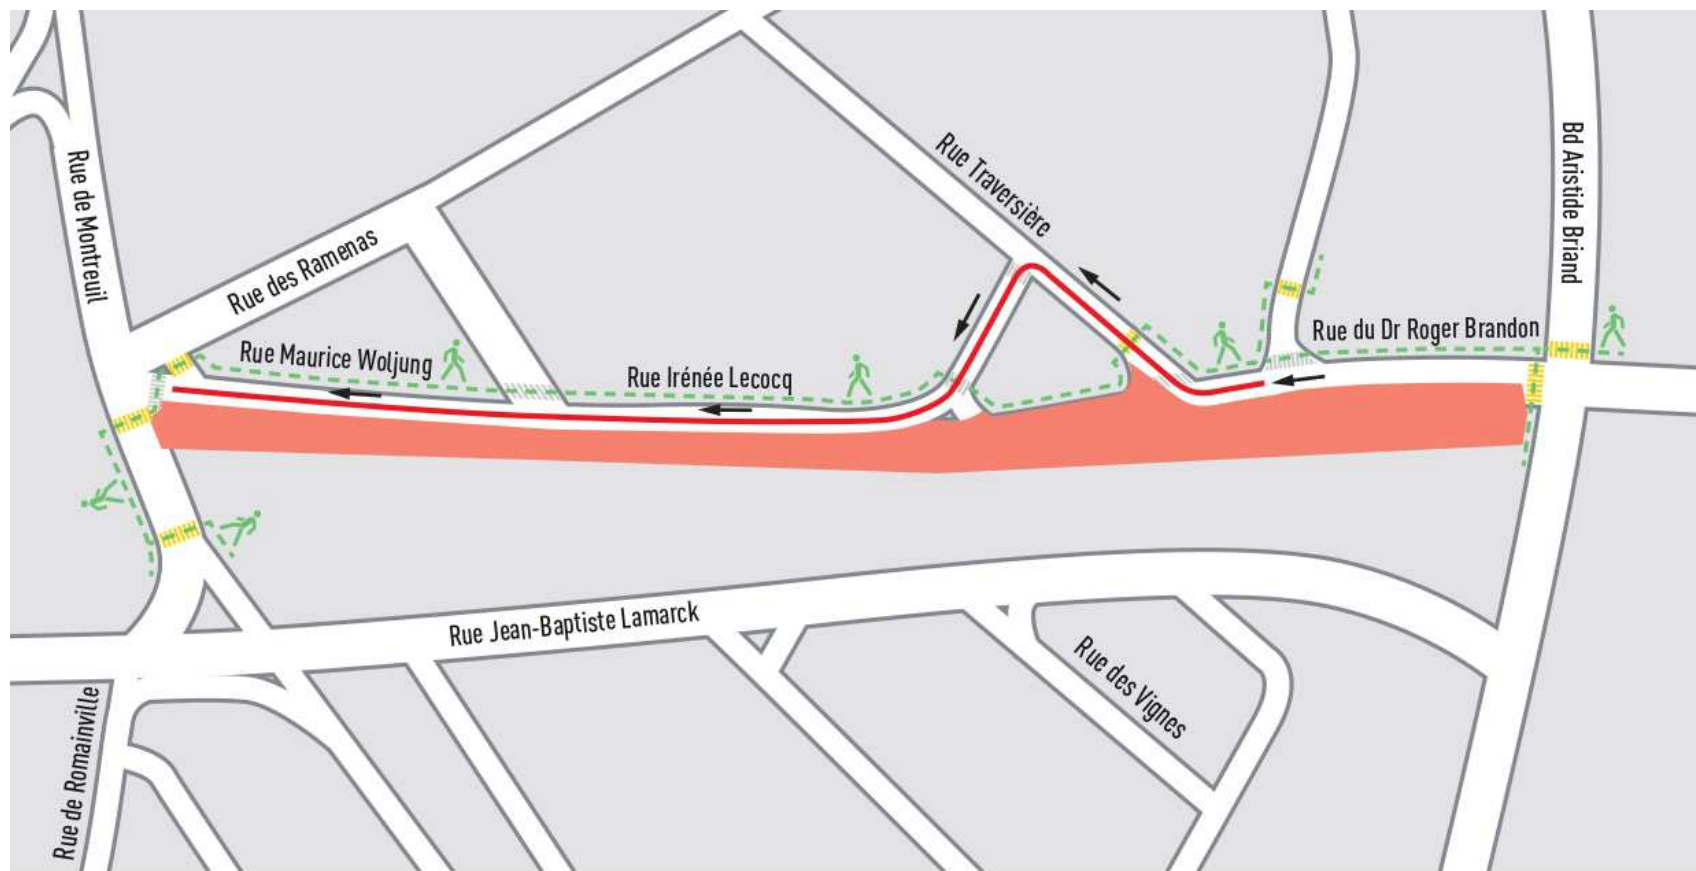 Rue de Montreuil
Rue des Ramenas
Rue Traversière
Bd Aristide Briand
Rue Maurice Woljung
Rue Irénée Lecocq
Rue du Dr Roger Brandon
Rue Jean-Baptiste Lamarck
Rue des Vignes
Rue de Romainville